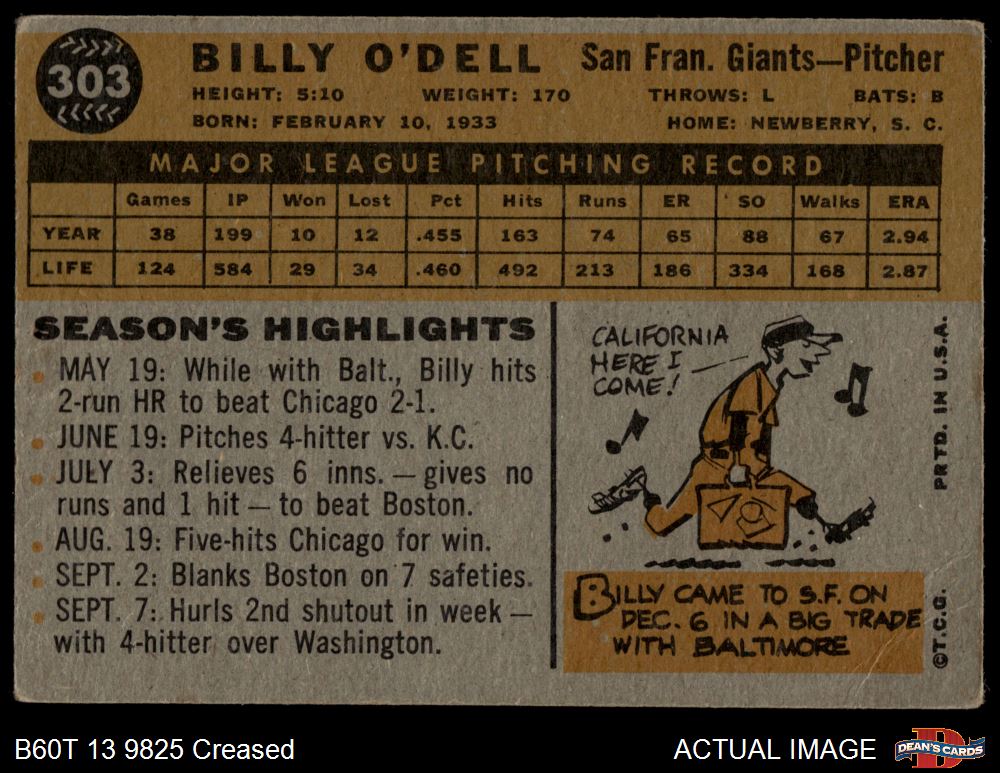 303
BILLY O'DELL San Fran. Giants—Pitcher
HEIGHT: 5:10 WEIGHT: 170 THROWS: L BATS: B
BORN: FEBRUARY 10, 1933 HOME: NEWBERRY, S. C.
MAJOR LEAGUE PITCHING RECORD
Games IP Won Lost Pct Hits Runs ER SO Walks ERA
YEAR 38 199 10 12 .455 163 74 65 88 67 2.94
LIFE 124 584 29 34 .460 492 213 186 334 168 2.87
SEASON'S HIGHLIGHTS
MAY 19: While with Balt., Billy hits
2-run HR to beat Chicago 2-1.
JUNE 19: Pitches 4-hitter vs. K.C.
JULY 3: Relieves 6 inns. — gives no
runs and 1 hit — to beat Boston.
AUG. 19: Five-hits Chicago for win.
SEPT. 2: Blanks Boston on 7 safeties.
SEPT. 7: Hurls 2nd shutout in week —
with 4-hitter over Washington.
CALIFORNIA
HERE I
COME!
BILLY CAME TO S.F. ON
DEC. 6 IN A BIG TRADE
WITH BALTIMORE
©T.C.G. PRTD. IN U.S.A.
B60T 13 9825 Creased
ACTUAL IMAGE
D
DEAN'S CARDS